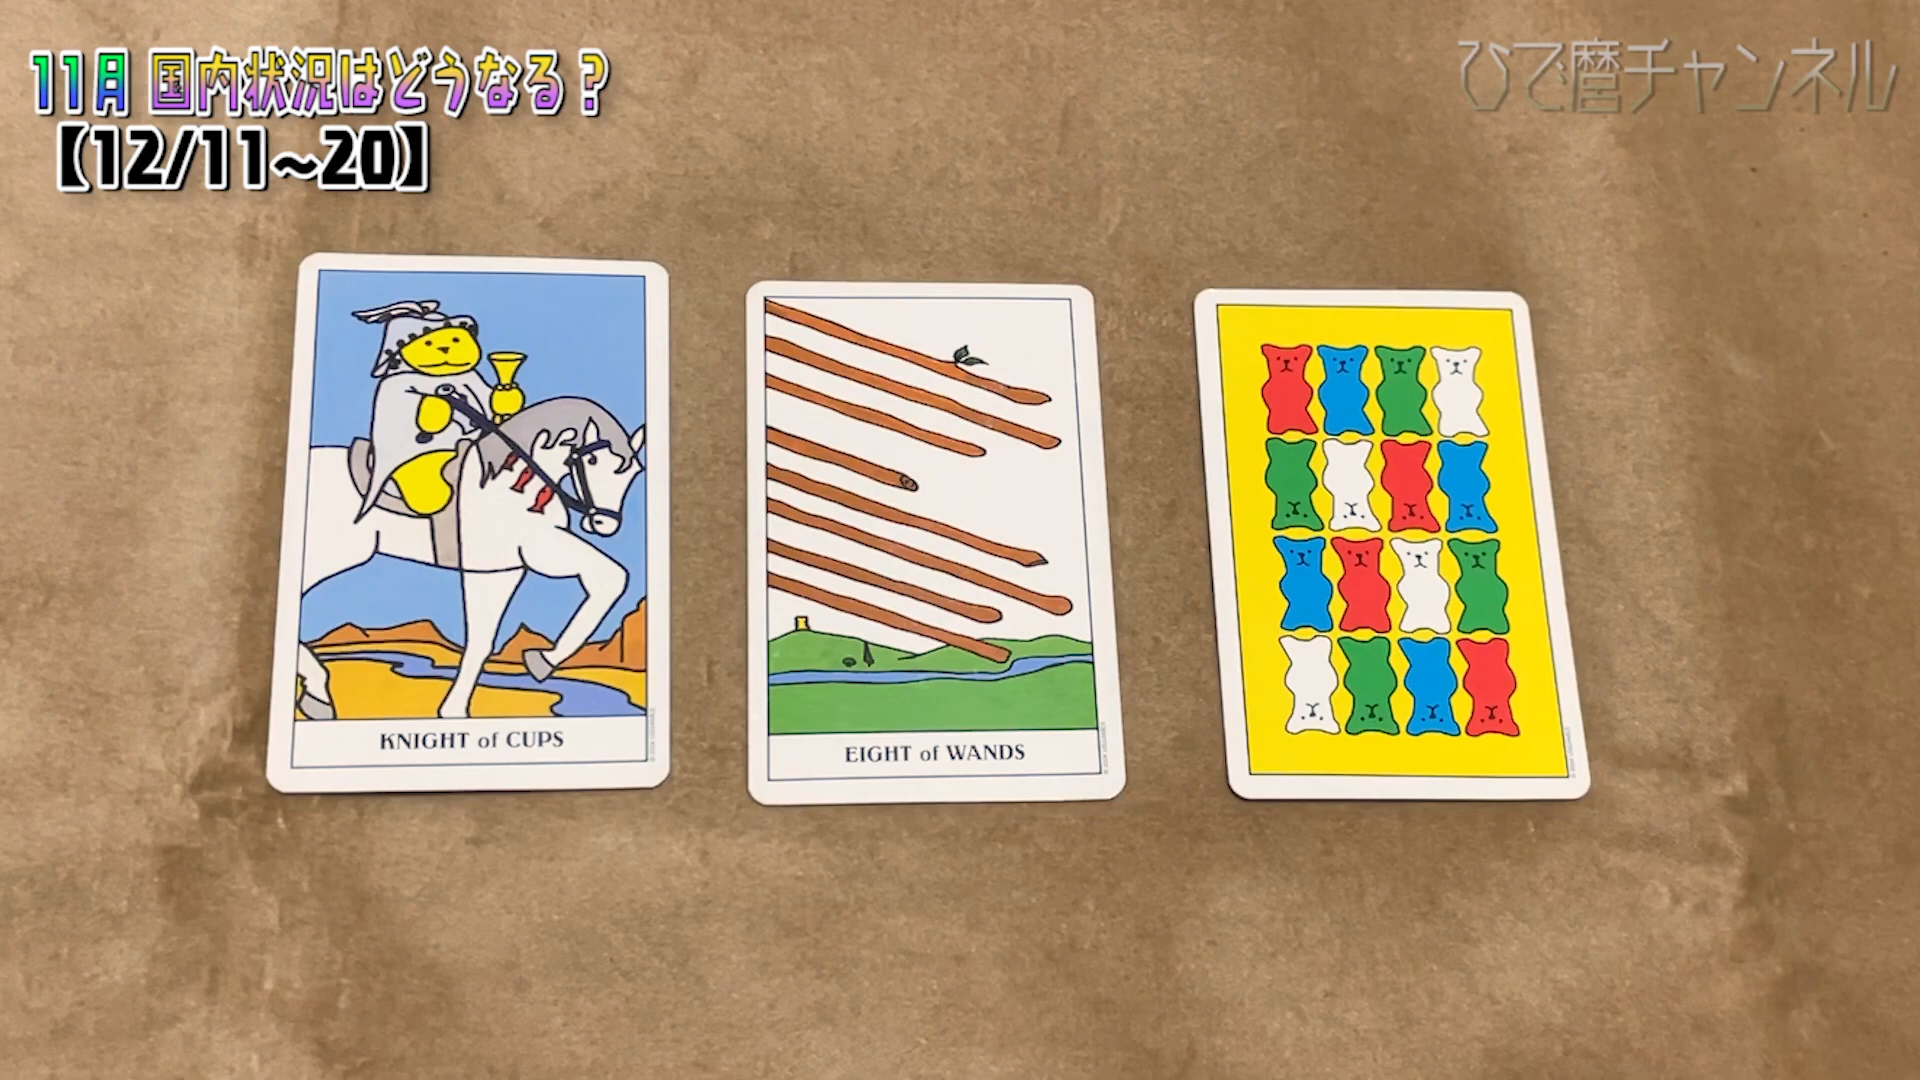 11月 国内状況はどうなる？
【12/11~20】
ひで麿チャンネル
KNIGHT of CUPS
EIGHT of WANDS